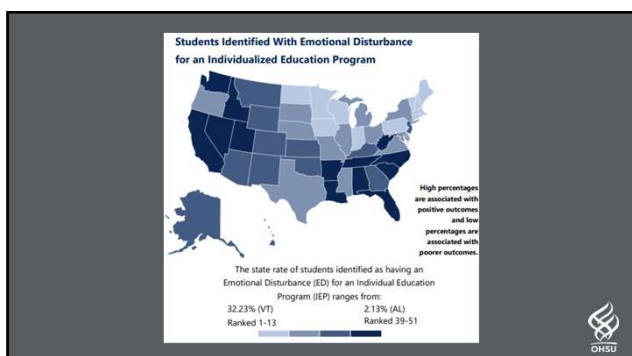 Students Identified With Emotional Disturbance
for an Individualized Education Program
High percentages
are associated with
positive outcomes
and low
percentages are
associated with
poorer outcomes.
The state rate of students identified as having an
Emotional Disturbance (ED) for an Individual Education
Program (IEP) ranges from:
32.23% (VT) 2.13% (AL)
Ranked 1-13 Ranked 39-51
OHSU